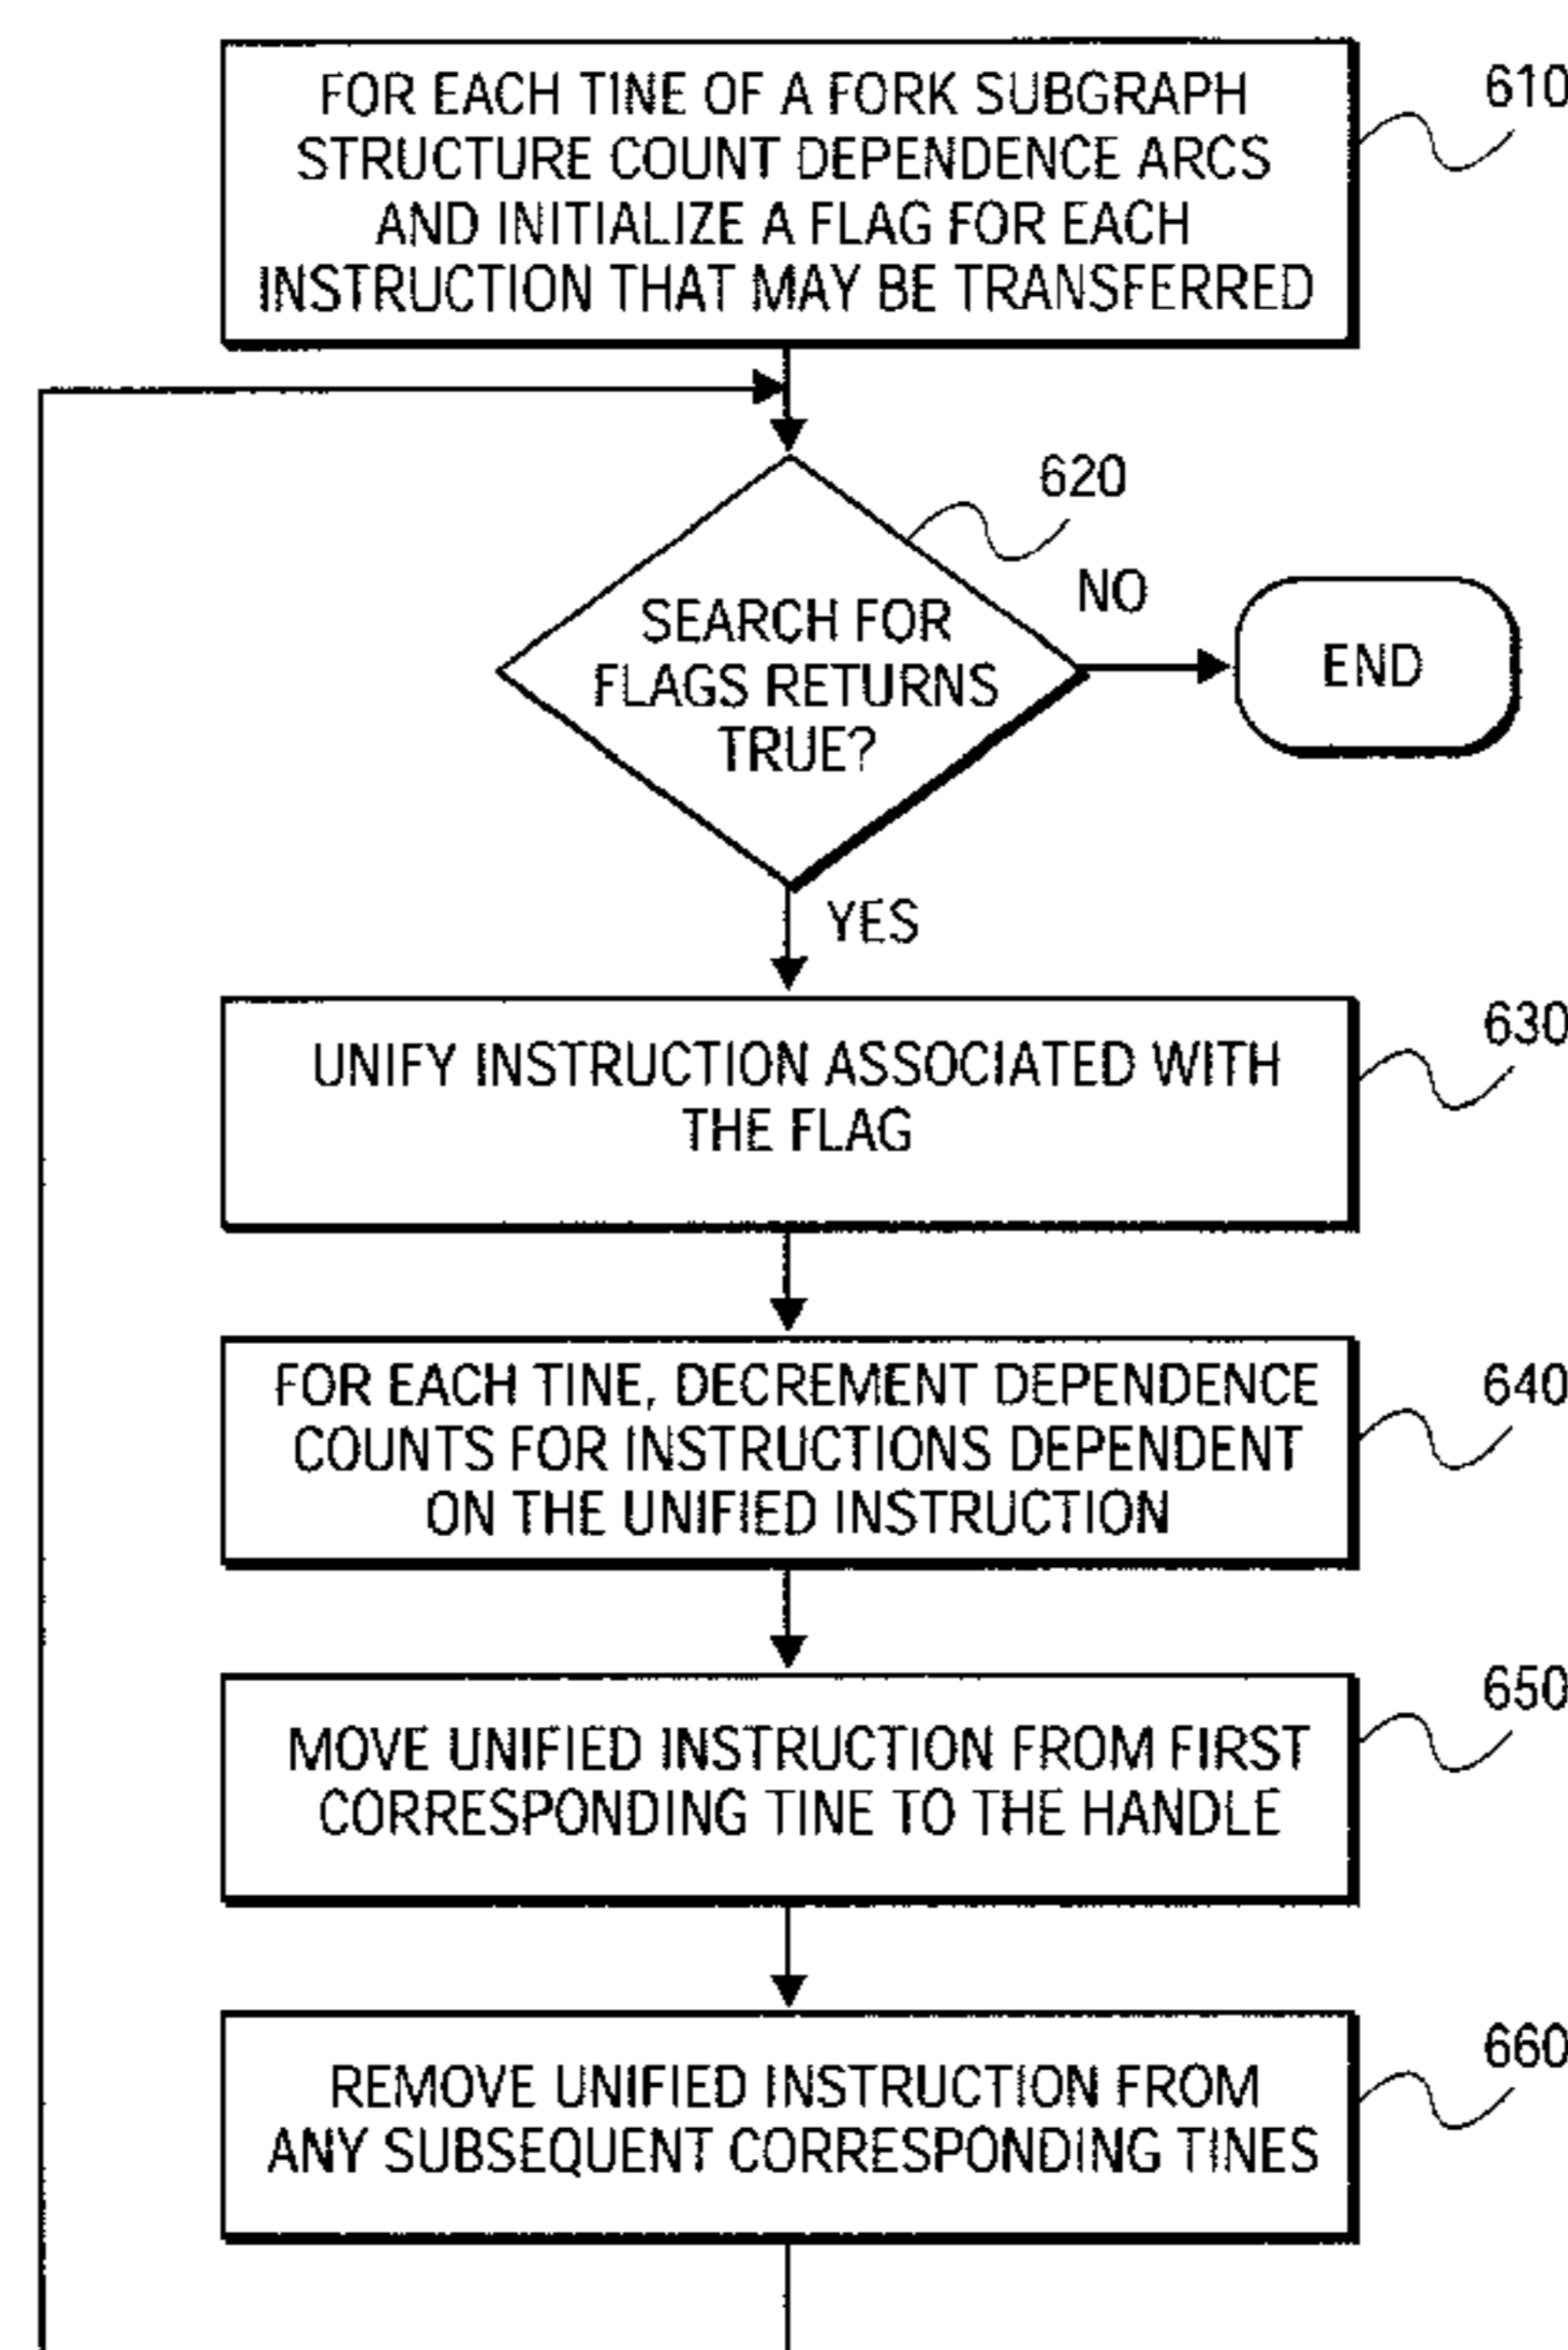 FOR EACH TINE OF A FORK SUBGRAPH
STRUCTURE COUNT DEPENDENCE ARCS
AND INITIALIZE A FLAG FOR EACH
INSTRUCTION THAT MAY BE TRANSFERRED
610
620
SEARCH FOR
FLAGS RETURNS
TRUE?
NO
END
YES
UNIFY INSTRUCTION ASSOCIATED WITH
THE FLAG
630
FOR EACH TINE, DECREMENT DEPENDENCE
COUNTS FOR INSTRUCTIONS DEPENDENT
ON THE UNIFIED INSTRUCTION
640
MOVE UNIFIED INSTRUCTION FROM FIRST
CORRESPONDING TINE TO THE HANDLE
650
REMOVE UNIFIED INSTRUCTION FROM
ANY SUBSEQUENT CORRESPONDING TINES
660